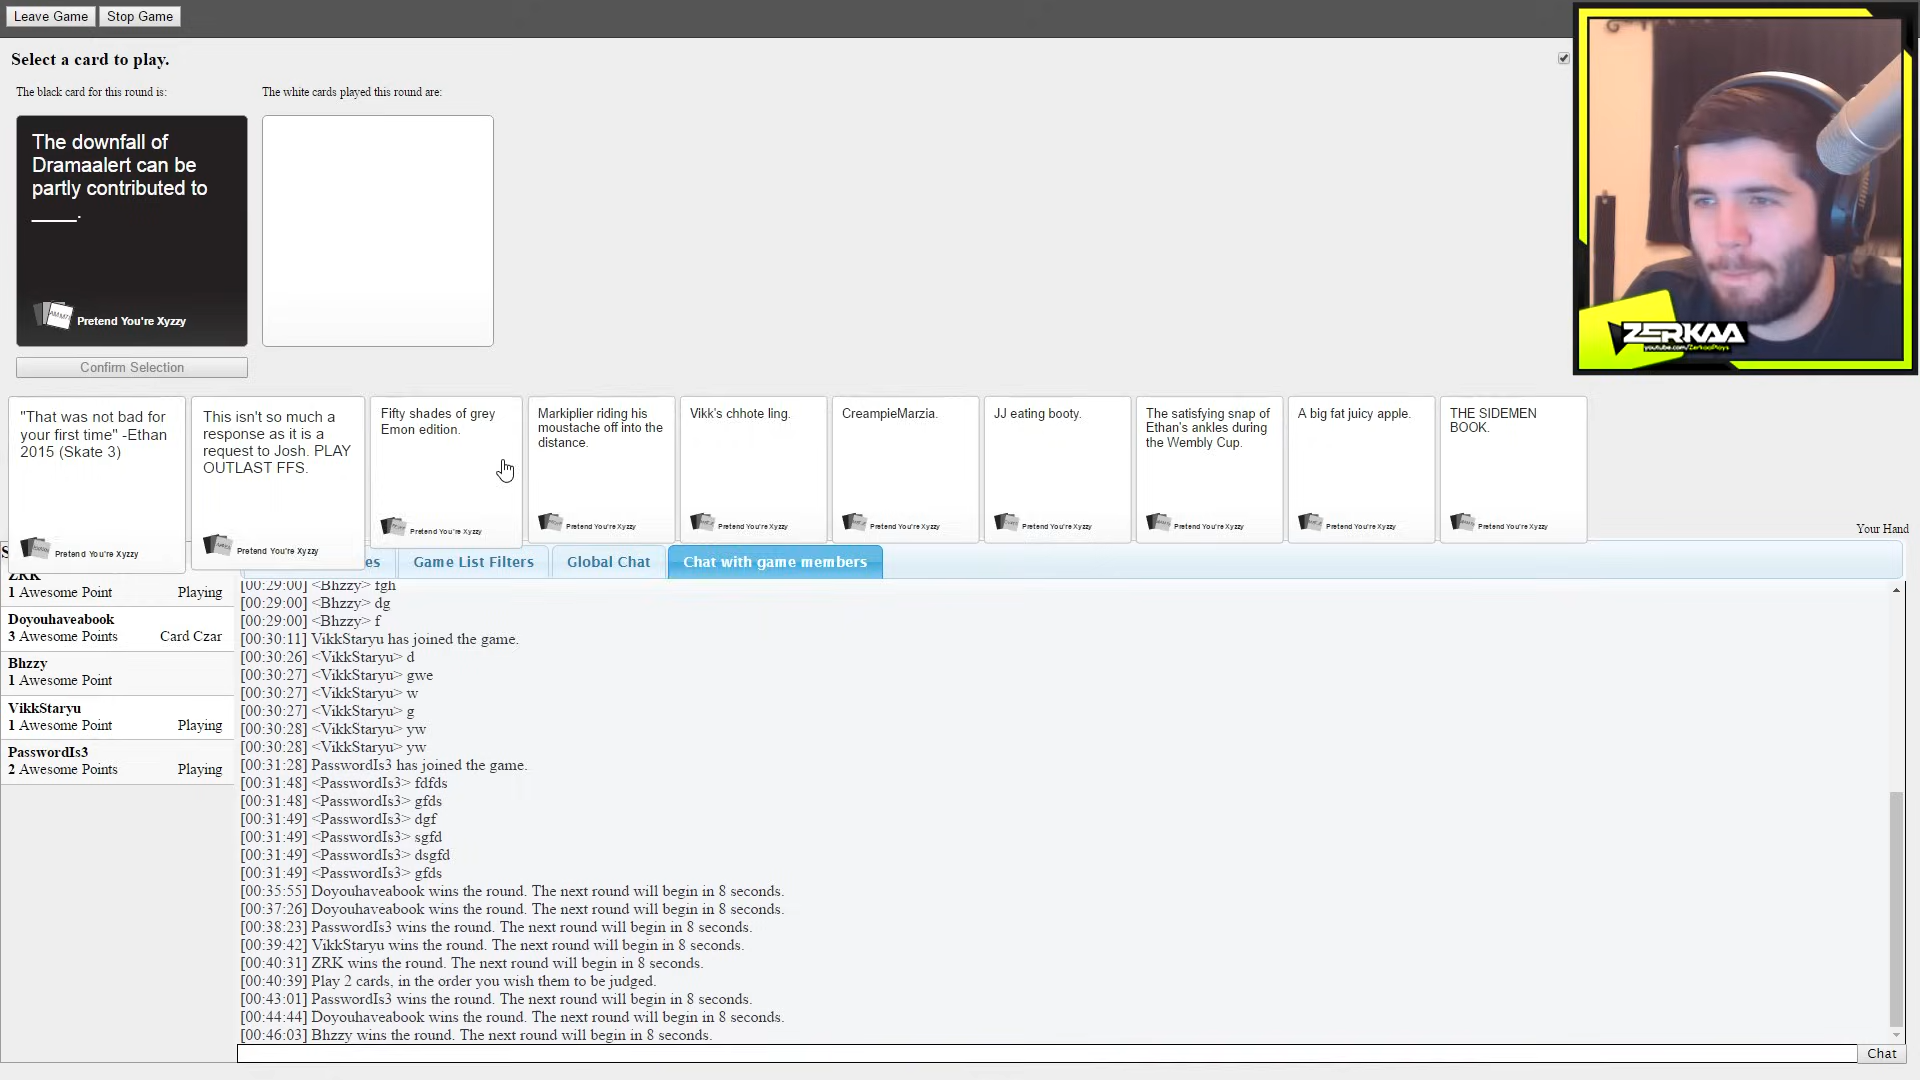 Leave Game
Stop Game
Select a card to play.
The black card for this round is:
The white cards played this round are:
The downfall of
Dramaalert can be
partly contributed to
_____.
Pretend You're Xyzzy
Confirm Selection
ZERKAA
youtube.com/ZerkaaPlays
"That was not bad for
your first time" -Ethan
2015 (Skate 3)
Pretend You're Xyzzy
This isn't so much a
response as it is a
request to Josh. PLAY
OUTLAST FFS.
Pretend You're Xyzzy
Fifty shades of grey
Emon edition.
Pretend You're Xyzzy
Markiplier riding his
moustache off into the
distance.
Pretend You're Xyzzy
Vikk's chhote ling.
Pretend You're Xyzzy
CreampieMarzia.
Pretend You're Xyzzy
JJ eating booty.
Pretend You're Xyzzy
The satisfying snap of
Ethan's ankles during
the Wembly Cup.
Pretend You're Xyzzy
A big fat juicy apple.
Pretend You're Xyzzy
THE SIDEMEN
BOOK.
Pretend You're Xyzzy
Your Hand
es
Game List Filters
Global Chat
Chat with game members
ZRK
1 Awesome Point Playing
Doyouhaveabook
3 Awesome Points Card Czar
Bhzzy
1 Awesome Point
VikkStaryu
1 Awesome Point Playing
PasswordIs3
2 Awesome Points Playing
[00:29:00] <Bhzzy> fgh
[00:29:00] <Bhzzy> dg
[00:29:00] <Bhzzy> f
[00:30:11] VikkStaryu has joined the game.
[00:30:26] <VikkStaryu> d
[00:30:27] <VikkStaryu> gwe
[00:30:27] <VikkStaryu> w
[00:30:27] <VikkStaryu> g
[00:30:28] <VikkStaryu> yw
[00:30:28] <VikkStaryu> yw
[00:31:28] PasswordIs3 has joined the game.
[00:31:48] <PasswordIs3> fdfds
[00:31:48] <PasswordIs3> gfds
[00:31:49] <PasswordIs3> dgf
[00:31:49] <PasswordIs3> sgfd
[00:31:49] <PasswordIs3> dsgfd
[00:31:49] <PasswordIs3> gfds
[00:35:55] Doyouhaveabook wins the round. The next round will begin in 8 seconds.
[00:37:26] Doyouhaveabook wins the round. The next round will begin in 8 seconds.
[00:38:23] PasswordIs3 wins the round. The next round will begin in 8 seconds.
[00:39:42] VikkStaryu wins the round. The next round will begin in 8 seconds.
[00:40:31] ZRK wins the round. The next round will begin in 8 seconds.
[00:40:39] Play 2 cards, in the order you wish them to be judged.
[00:43:01] PasswordIs3 wins the round. The next round will begin in 8 seconds.
[00:44:44] Doyouhaveabook wins the round. The next round will begin in 8 seconds.
[00:46:03] Bhzzy wins the round. The next round will begin in 8 seconds.
Chat